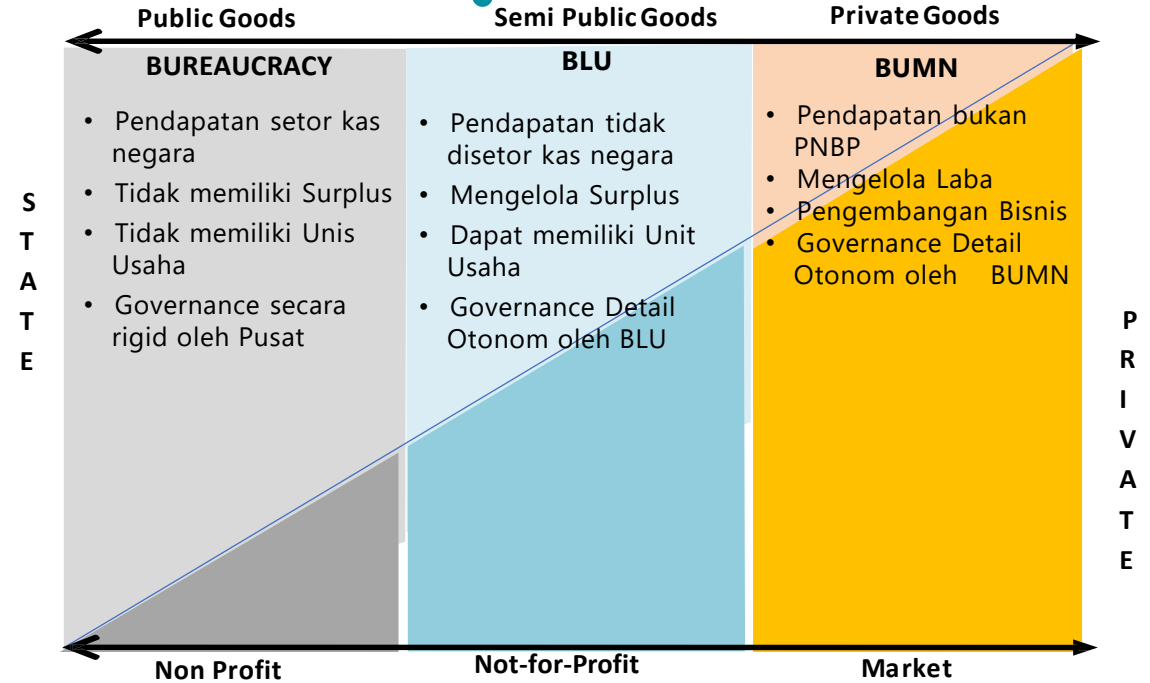 Public Goods
Semi Public Goods
Private Goods
BUREAUCRACY
• Pendapatan setor kas
negara
• Tidak memiliki Surplus
• Tidak memiliki Unis
Usaha
• Governance secara
rigid oleh Pusat
BLU
• Pendapatan tidak
disetor kas negara
• Mengelola Surplus
• Dapat memiliki Unit
Usaha
• Governance Detail
Otonom oleh BLU
BUMN
• Pendapatan bukan
PNBP
• Mengelola Laba
• Pengembangan Bisnis
• Governance Detail
Otonom oleh BUMN
S
T
A
T
E
P
R
I
V
A
T
E
Non Profit
Not-for-Profit
Market